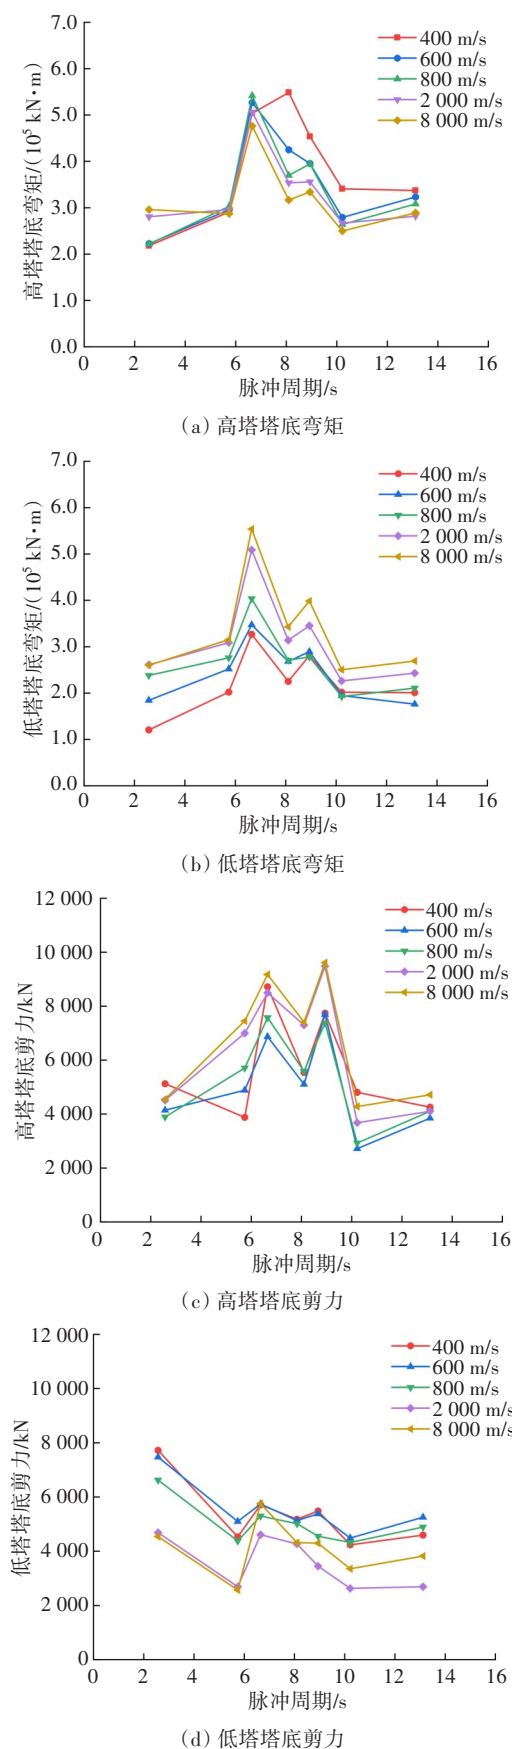 7.0
6.0
5.0
4.0
3.0
2.0
1.0
0.0
高塔塔底弯矩/(10⁵ kN·m)
400 m/s
600 m/s
800 m/s
2 000 m/s
8 000 m/s
0 2 4 6 8 10 12 14 16
脉冲周期/s
(a) 高塔塔底弯矩
7.0
6.0
5.0
4.0
3.0
2.0
1.0
0.0
低塔塔底弯矩/(10⁵ kN·m)
400 m/s
600 m/s
800 m/s
2 000 m/s
8 000 m/s
0 2 4 6 8 10 12 14 16
脉冲周期/s
(b) 低塔塔底弯矩
12 000
10 000
8 000
6 000
4 000
2 000
0
高塔塔底剪力/kN
400 m/s
600 m/s
800 m/s
2 000 m/s
8 000 m/s
0 2 4 6 8 10 12 14 16
脉冲周期/s
(c) 高塔塔底剪力
12 000
10 000
8 000
6 000
4 000
2 000
0
低塔塔底剪力/kN
400 m/s
600 m/s
800 m/s
2 000 m/s
8 000 m/s
0 2 4 6 8 10 12 14 16
脉冲周期/s
(d) 低塔塔底剪力